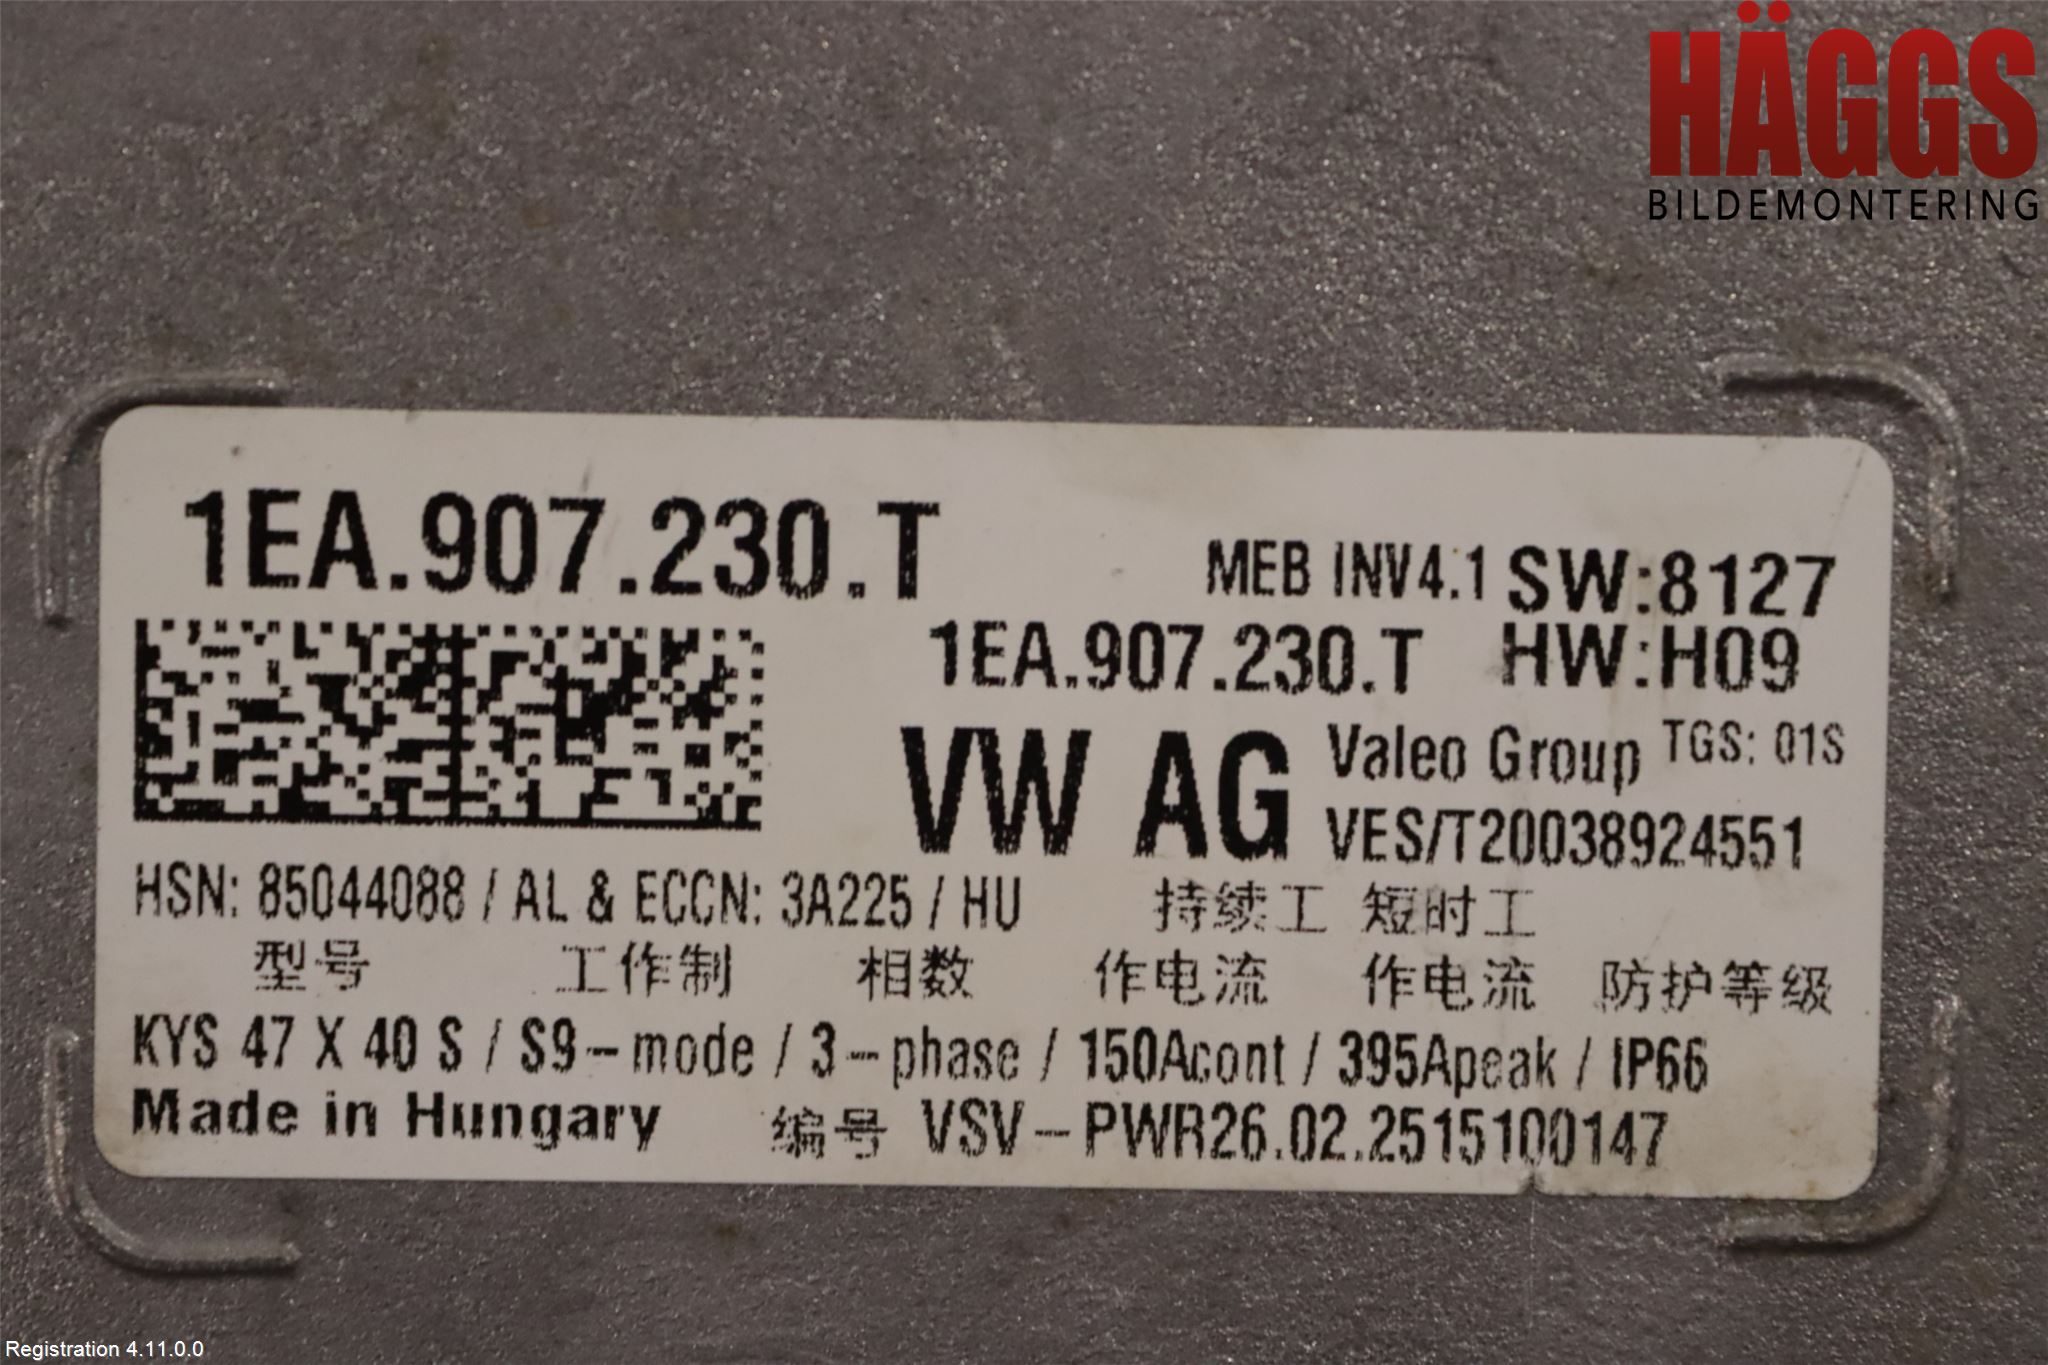 HÄGGS
BILDEMONTERING
1EA.907.230.T
MEB INV4.1 SW:8127
1EA.907.230.T HW:H09
VW AG Valeo Group TGS: 01S
VES/T20038924551
HSN: 85044088 / AL & ECCN: 3A225 / HU
持续工 短时工
型号 工作制 相数 作电流 作电流 防护等级
KYS 47 X 40 S / S9-mode / 3-phase / 150Acont / 395Apeak / IP66
Made in Hungary 编号 VSV-PWR26.02.2515100147
Registration 4.11.0.0